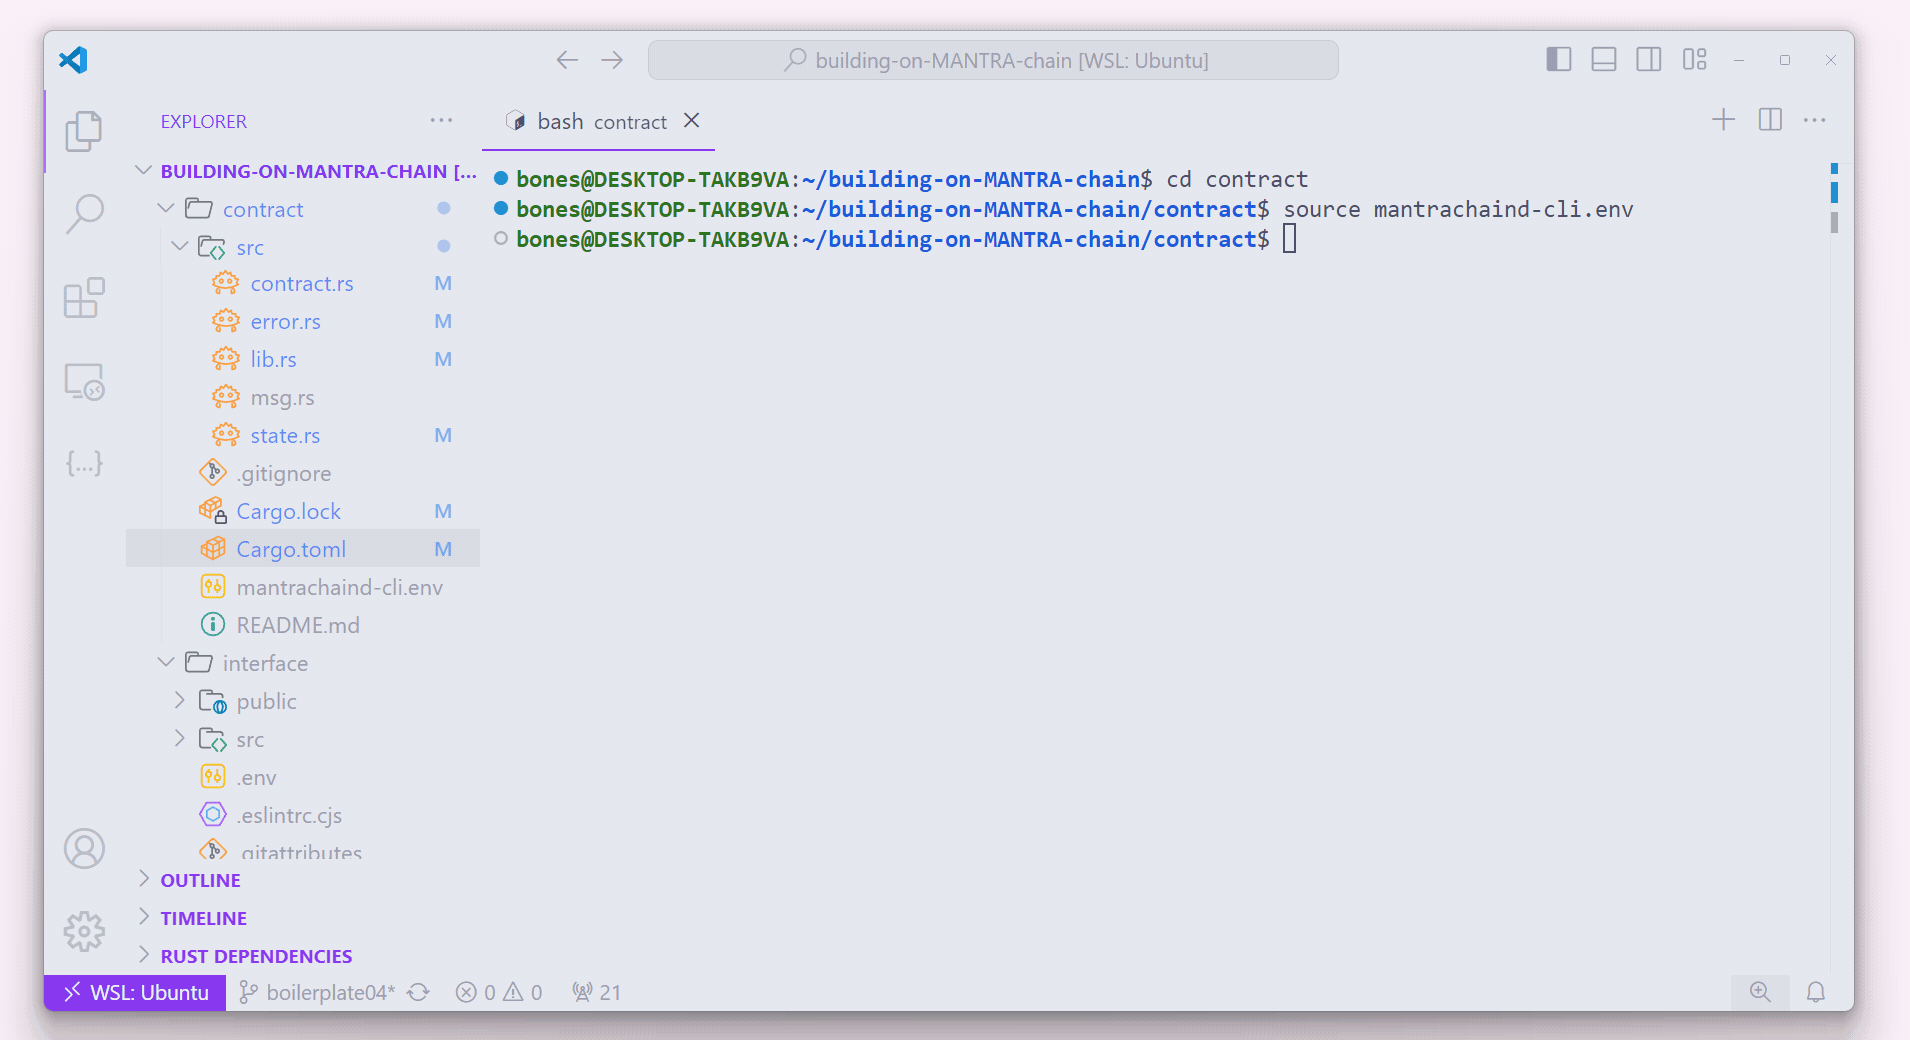 building-on-MANTRA-chain [WSL: Ubuntu]
EXPLORER
BUILDING-ON-MANTRA-CHAIN [...
contract
src
contract.rs M
error.rs M
lib.rs M
msg.rs
state.rs M
.gitignore
Cargo.lock M
Cargo.toml M
mantrachaind-cli.env
README.md
interface
public
src
.env
.eslintrc.cjs
.gitattributes
OUTLINE
TIMELINE
RUST DEPENDENCIES
bash contract
bones@DESKTOP-TAKB9VA:~/building-on-MANTRA-chain$ cd contract
bones@DESKTOP-TAKB9VA:~/building-on-MANTRA-chain/contract$ source mantrachaind-cli.env
bones@DESKTOP-TAKB9VA:~/building-on-MANTRA-chain/contract$
WSL: Ubuntu boilerplate04* 0 0 21